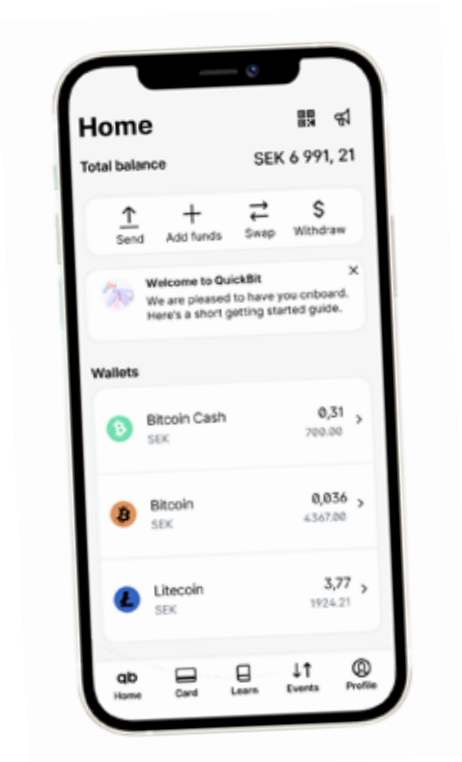 Home
Total balance SEK 6 991, 21
Send Add funds Swap Withdraw
Welcome to QuickBit
We are pleased to have you onboard.
Here's a short getting started guide.
Wallets
Bitcoin Cash 0,31
SEK 700.00
Bitcoin 0,036
SEK 4367.00
Litecoin 3,77
SEK 1924.21
qb
Home Card Learn Events Profile